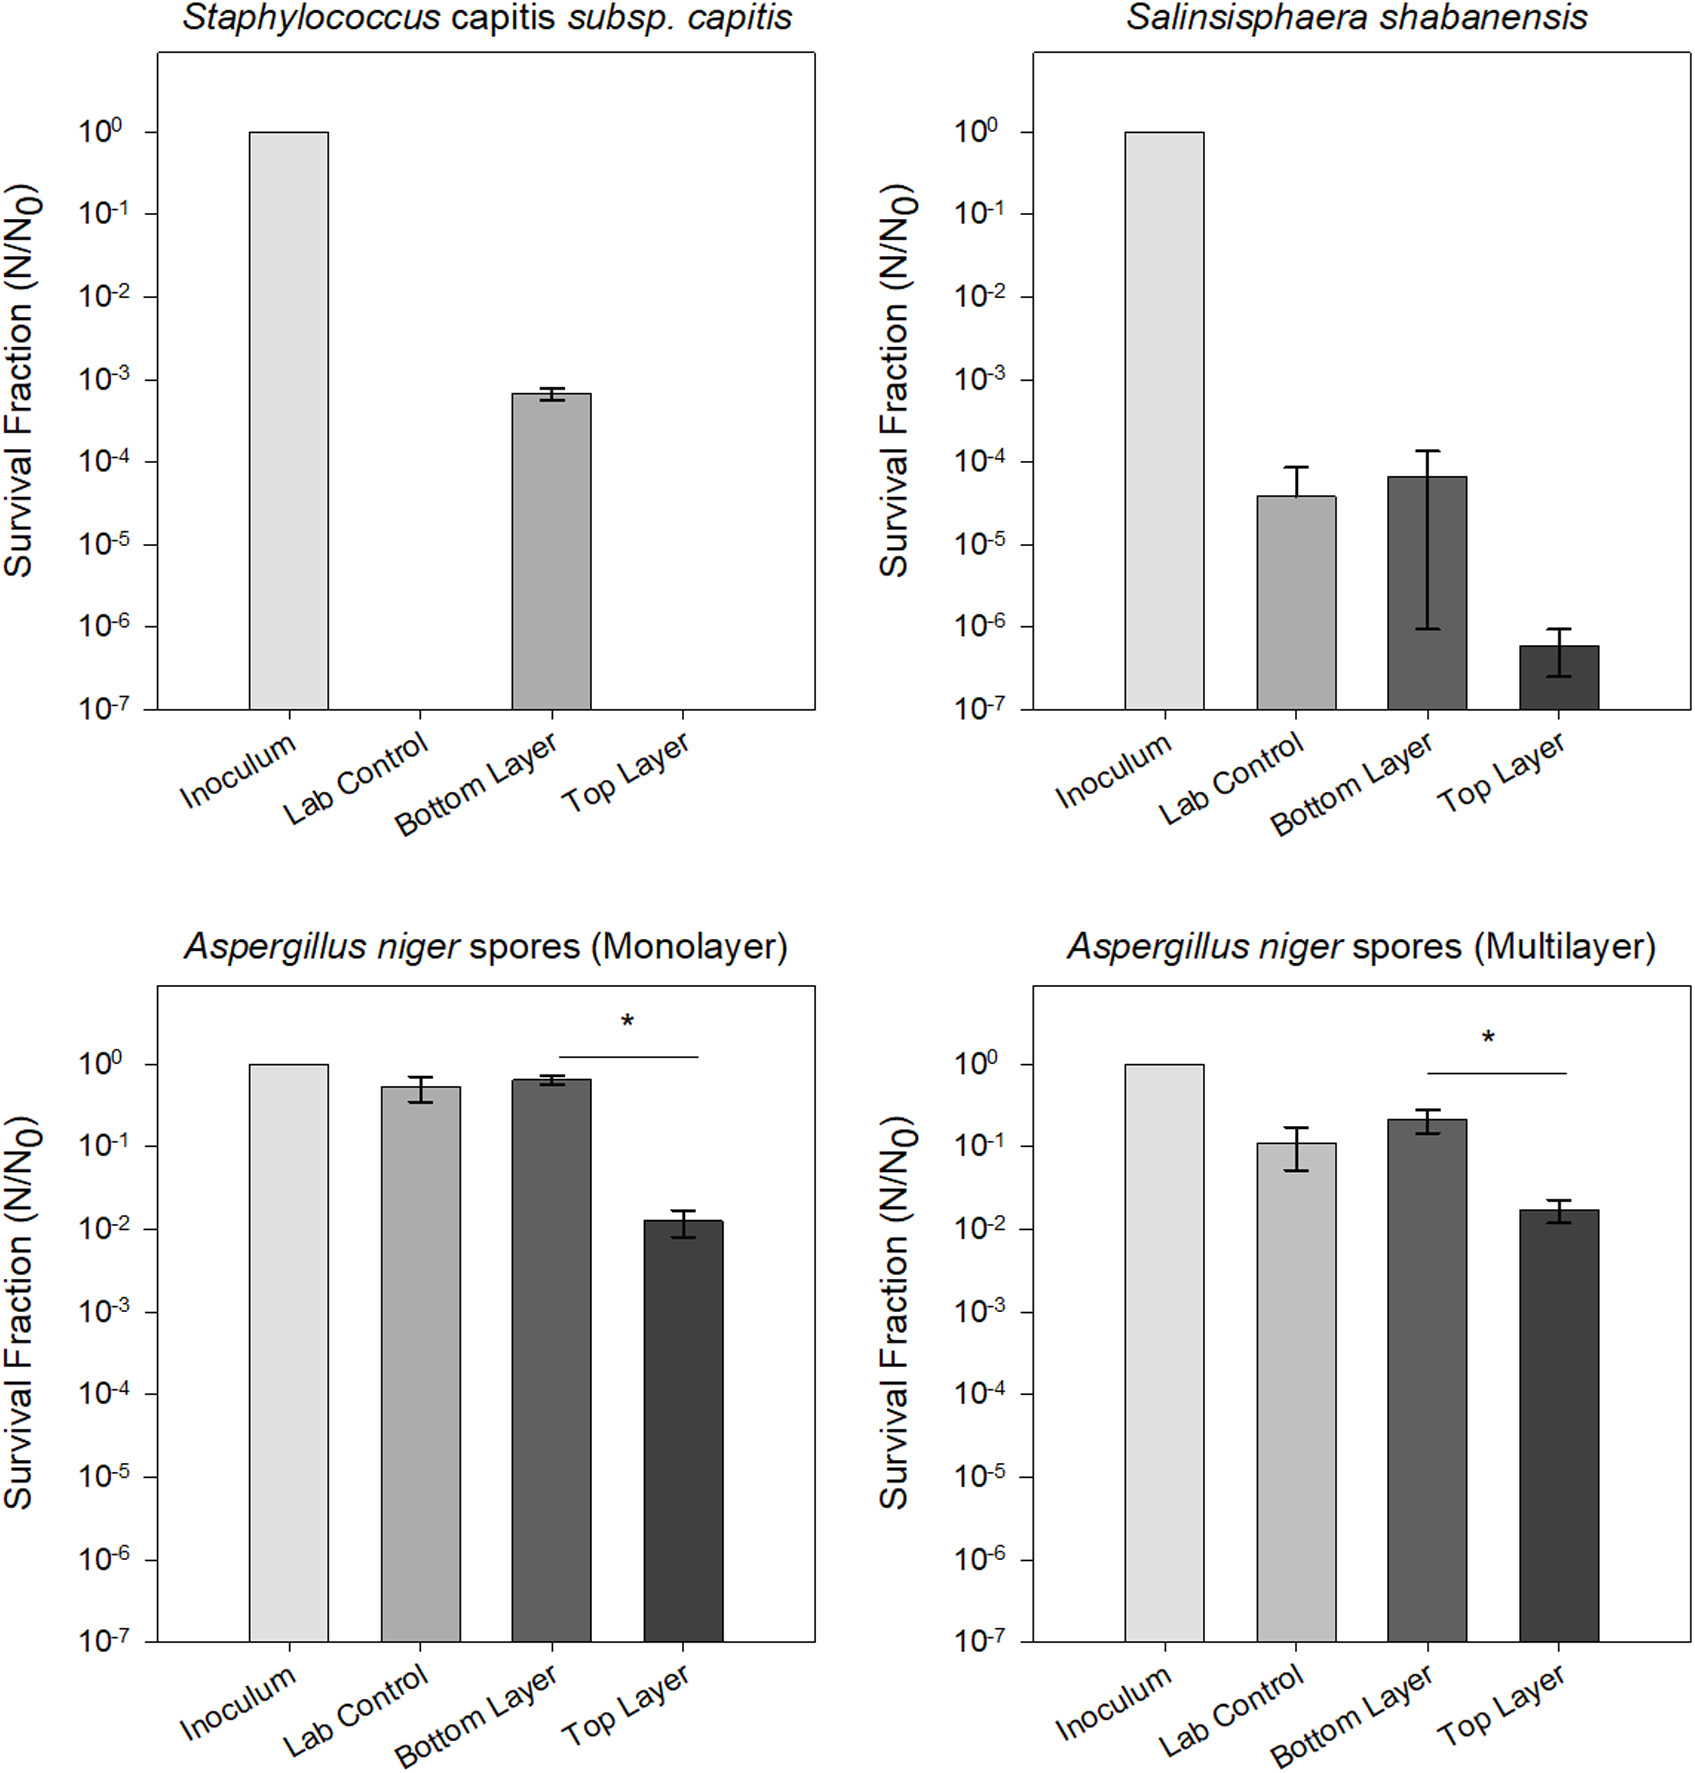 Staphylococcus capitis subsp. capitis
Survival Fraction (N/N0)
10^0
10^-1
10^-2
10^-3
10^-4
10^-5
10^-6
10^-7
Inoculum
Lab Control
Bottom Layer
Top Layer
Salinsisphaera shabanensis
Survival Fraction (N/N0)
10^0
10^-1
10^-2
10^-3
10^-4
10^-5
10^-6
10^-7
Inoculum
Lab Control
Bottom Layer
Top Layer
Aspergillus niger spores (Monolayer)
*
Survival Fraction (N/N0)
10^0
10^-1
10^-2
10^-3
10^-4
10^-5
10^-6
10^-7
Inoculum
Lab Control
Bottom Layer
Top Layer
Aspergillus niger spores (Multilayer)
*
Survival Fraction (N/N0)
10^0
10^-1
10^-2
10^-3
10^-4
10^-5
10^-6
10^-7
Inoculum
Lab Control
Bottom Layer
Top Layer